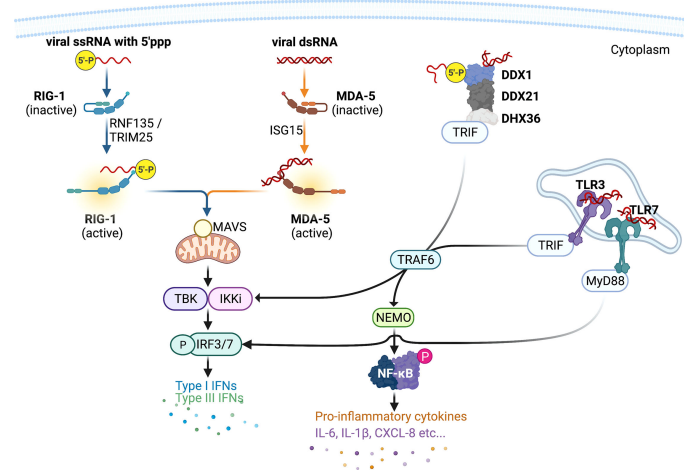 viral ssRNA with 5'ppp
viral dsRNA
Cytoplasm
5'-P
5'-P
DDX1
RIG-1
(inactive)
MDA-5
(inactive)
DDX21
DHX36
RNF135 /
TRIM25
ISG15
TRIF
5'-P
TLR3
TLR7
RIG-1
(active)
MDA-5
(active)
MAVS
TRIF
TRAF6
MyD88
TBK
IKKi
NEMO
P
IRF3/7
P
NF-κB
Type I IFNs
Type III IFNs
Pro-inflammatory cytokines
IL-6, IL-1β, CXCL-8 etc...